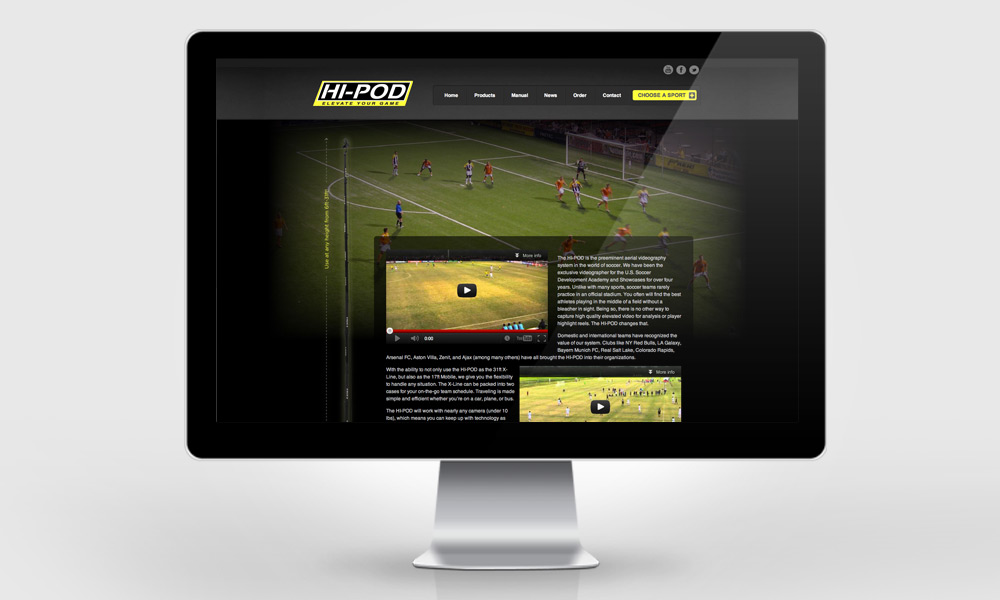 HI-POD
ELEVATE YOUR GAME
Home Products Manual News Order Contact CHOOSE A SPORT
Use at any height from 6ft-31ft
More info
0:00
The HI-POD is the preeminent aerial videography
system in the world of soccer. We have been the
exclusive videographer for the U.S. Soccer
Development Academy and Showcases for over four
years. Unlike with many sports, soccer teams rarely
practice in an official stadium. You often will find the best
athletes playing in the middle of a field without a
bleacher in sight. Being so, there is no other way to
capture high quality elevated video for analysis or player
highlight reels. The HI-POD changes that.
Domestic and international teams have recognized the
value of our system. Clubs like NY Red Bulls, LA Galaxy,
Bayern Munich FC, Real Salt Lake, Colorado Rapids,
Arsenal FC, Aston Villa, Zenit, and Ajax (among many others) have all brought the HI-POD into their organizations.
With the ability to not only use the HI-POD as the 31ft X-
Line, but also as the 17ft Mobile, we give you the flexibility
to handle any situation. The X-Line can be packed into two
cases for your on-the-go team schedule. Traveling is made
simple and efficient whether you're on a car, plane, or bus.
The HI-POD will work with nearly any camera (under 10
lbs), which means you can keep up with technology as
More info